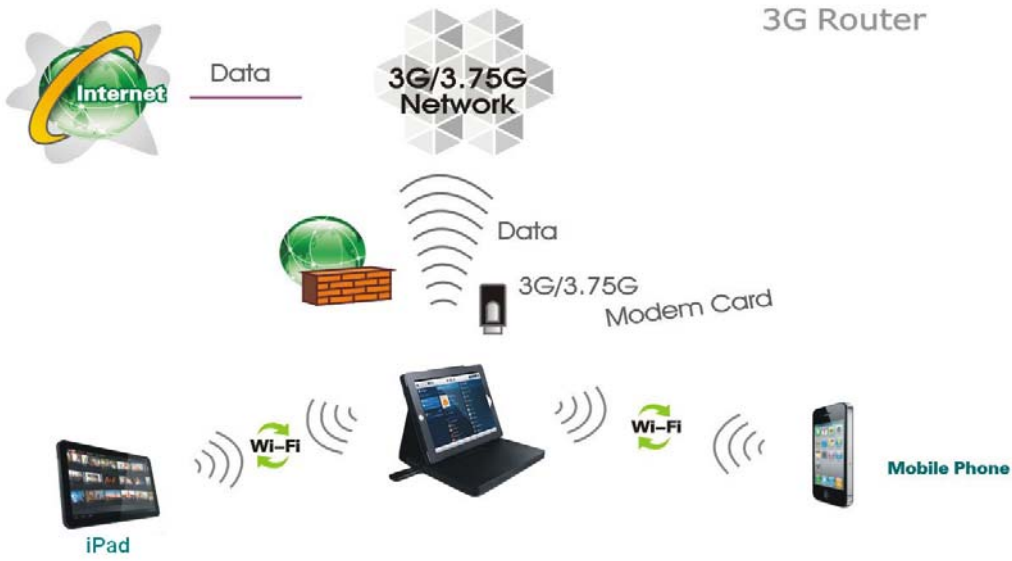 3G Router
Internet
Data
3G/3.75G
Network
Data
3G/3.75G
Modem Card
Wi-Fi
Wi-Fi
Mobile Phone
iPad